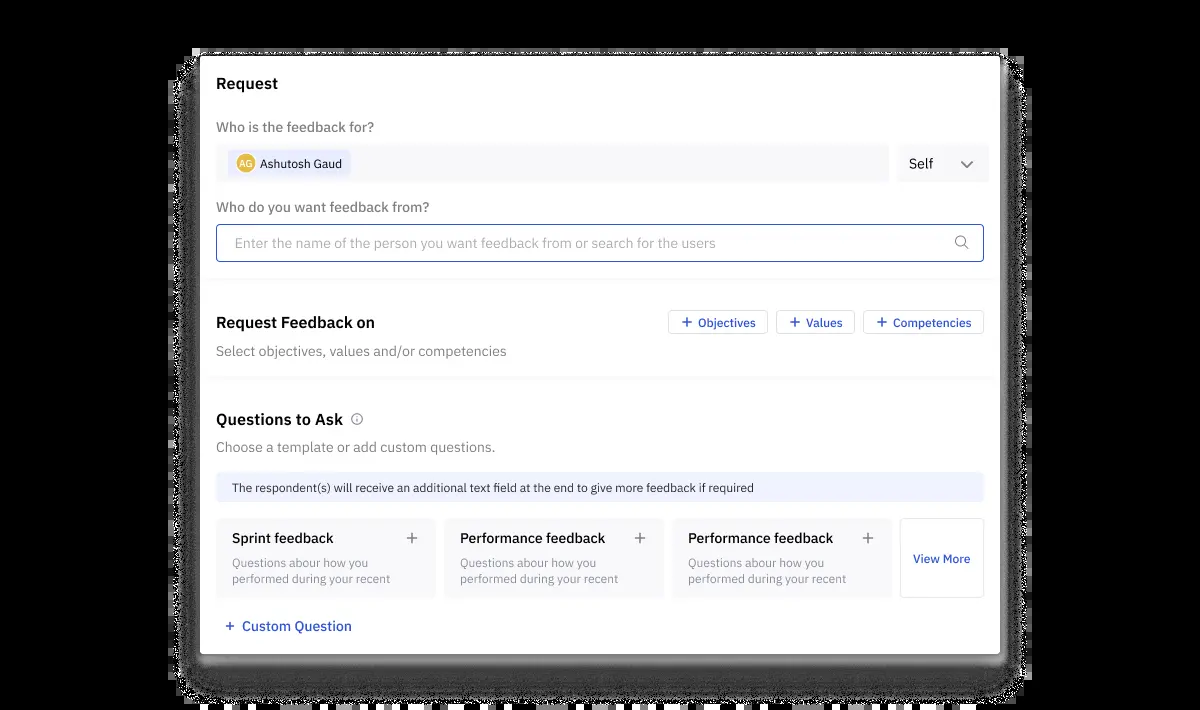 Request
Who is the feedback for?
AG Ashutosh Gaud
Self
Who do you want feedback from?
Enter the name of the person you want feedback from or search for the users
Request Feedback on
+ Objectives
+ Values
+ Competencies
Select objectives, values and/or competencies
Questions to Ask
Choose a template or add custom questions.
The respondent(s) will receive an additional text field at the end to give more feedback if required
Sprint feedback +
Questions abour how you
performed during your recent
Performance feedback +
Questions abour how you
performed during your recent
Performance feedback +
Questions abour how you
performed during your recent
View More
+ Custom Question